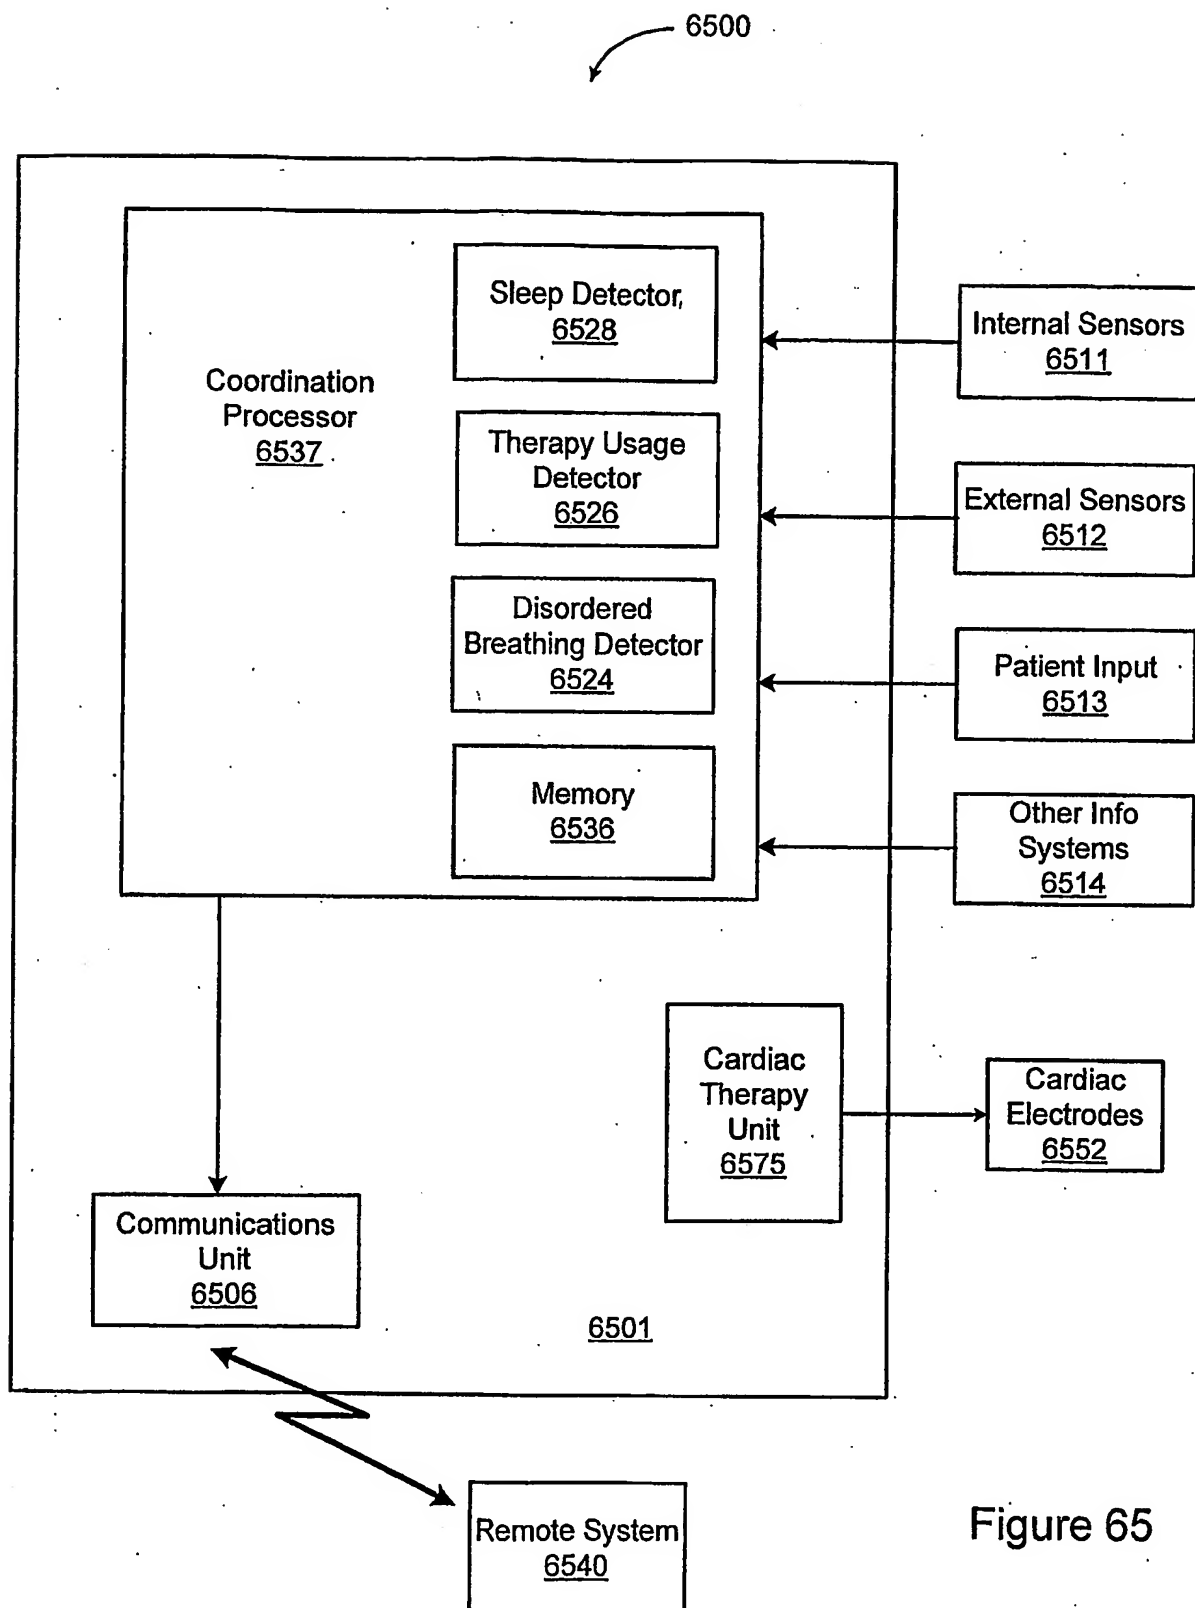 6500
Sleep Detector
6528
Coordination
Processor
6537
Therapy Usage
Detector
6526
Disordered
Breathing Detector
6524
Memory
6536
Internal Sensors
6511
External Sensors
6512
Patient Input
6513
Other Info
Systems
6514
Cardiac
Therapy
Unit
6575
Cardiac
Electrodes
6552
Communications
Unit
6506
6501
Remote System
6540
Figure 65